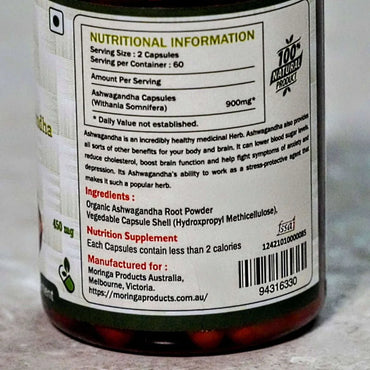 NUTRITIONAL INFORMATION
Serving Size : 2 Capsules
Serving per Container : 60
Amount Per Serving
Ashwagandha Capsules
(Withania Somnifera) 900mg*
* Daily Value not established.
100%
NATURAL
PRODUCT
Ashwagandha is an incredibly healthy medicinal Herb. Ashwagandha also provides
all sorts of other benefits for your body and brain. It can lower blood sugar levels,
reduce cholesterol, boost brain function and help fight symptoms of anxiety and
depression. Its Ashwagandha's ability to work as a stress-protective agent that
makes it such a popular herb.
Ingredients :
Organic Ashwagandha Root Powder
Vegedable Capsule Shell (Hydroxpropyl Methicellulose).
Nutrition Supplement
Each Capsules contain less than 2 calories
fssai
12421010000085
Manufactured for :
Moringa Products Australia,
Melbourne, Victoria.
https://moringaproducts.com.au/
94316330
ndha
450 mg